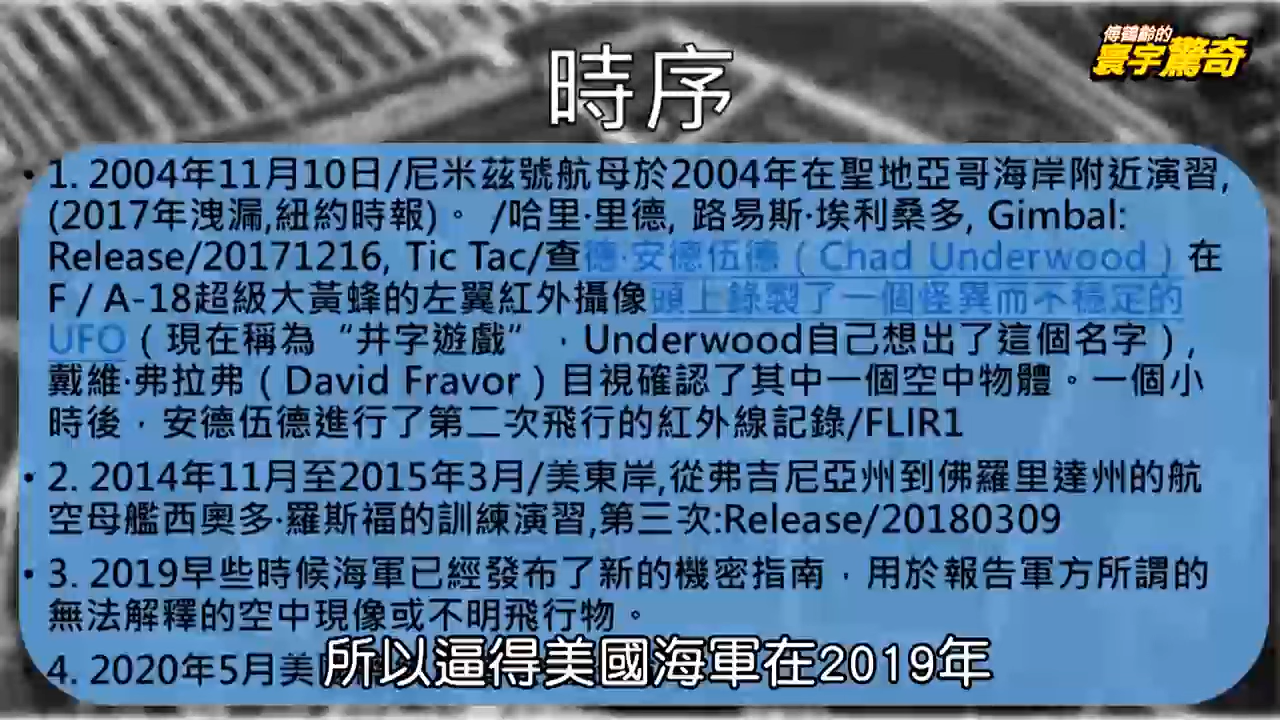 傅鶴齡的
寰宇驚奇
時序
• 1. 2004年11月10日/尼米茲號航母於2004年在聖地亞哥海岸附近演習,
(2017年洩漏,紐約時報)。 /哈里·里德, 路易斯·埃利桑多, Gimbal:
Release/20171216, Tic Tac/查德·安德伍德（Chad Underwood）在
F / A-18超級大黃蜂的左翼紅外攝像頭上錄製了一個怪異而不穩定的
UFO（現在稱為“井字遊戲”，Underwood自己想出了這個名字），
戴維·弗拉弗（David Fravor）目視確認了其中一個空中物體。一個小
時後，安德伍德進行了第二次飛行的紅外線記錄/FLIR1
• 2. 2014年11月至2015年3月/美東岸,從弗吉尼亞州到佛羅里達州的航
空母艦西奧多·羅斯福的訓練演習,第三次:Release/20180309
• 3. 2019早些時候海軍已經發布了新的機密指南，用於報告軍方所謂的
無法解釋的空中現像或不明飛行物。
4. 2020年5月美
所以逼得美國海軍在2019年